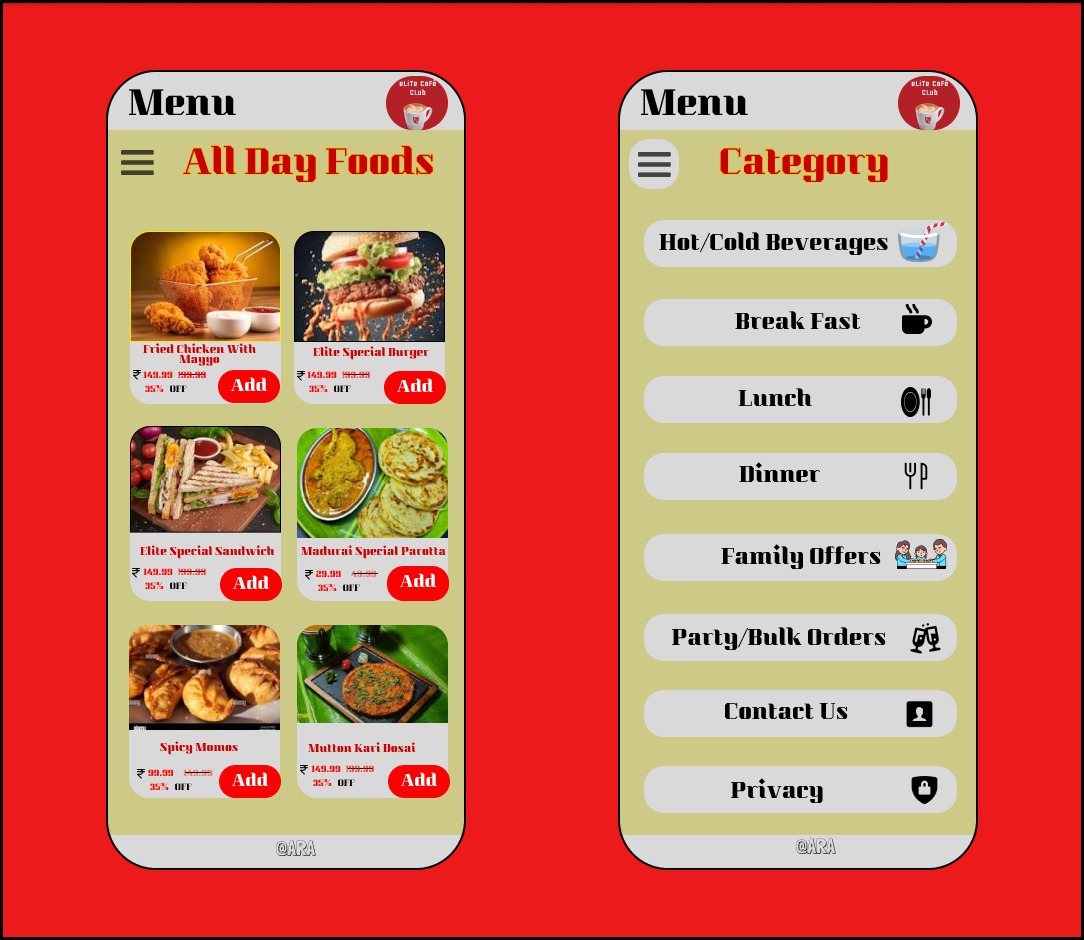 Menu
eLiTe CaFe
CLub
All Day Foods
Fried Chicken With
Mayyo
₹ 149.99 199.99
35% OFF
Add
Elite Special Burger
₹ 149.99 199.99
35% OFF
Add
Elite Special Sandwich
₹ 149.99 199.99
35% OFF
Add
Madurai Special Parotta
₹ 29.99 49.99
35% OFF
Add
Spicy Momos
₹ 99.99 149.99
35% OFF
Add
Mutton Kari Dosai
₹ 149.99 199.99
35% OFF
Add
@ARA
Menu
eLiTe CaFe
CLub
Category
Hot/Cold Beverages
Break Fast
Lunch
Dinner
Family Offers
Party/Bulk Orders
Contact Us
Privacy
@ARA